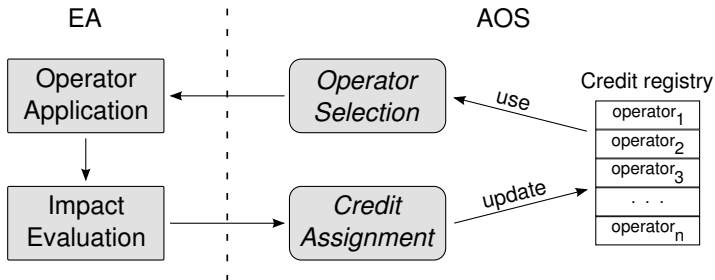 EA
AOS
Operator
Application
Operator
Selection
Credit registry
use
operator1
operator2
operator3
. . .
operatorn
Impact
Evaluation
Credit
Assignment
update